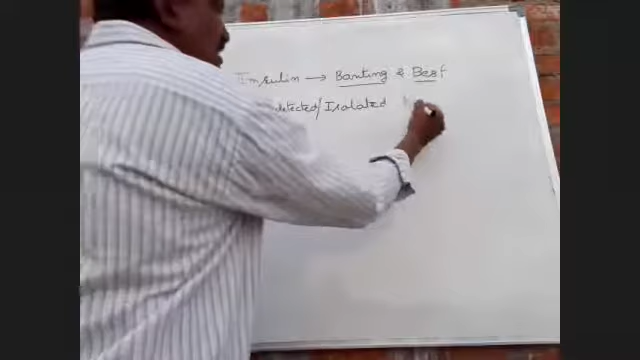 Insulin → Banting & Best
detected/Isolated